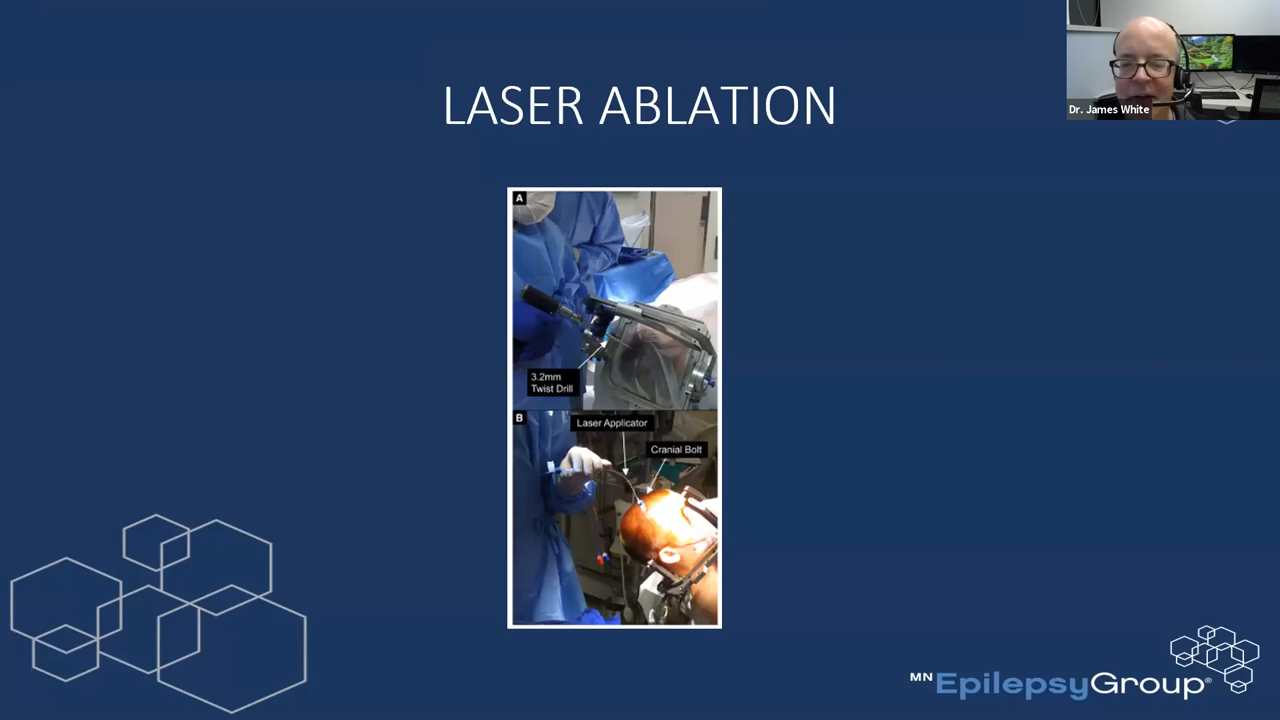 Dr. James White
LASER ABLATION
A
3.2mm
Twist Drill
B
Laser Applicator
Cranial Bolt
MN EpilepsyGroup®